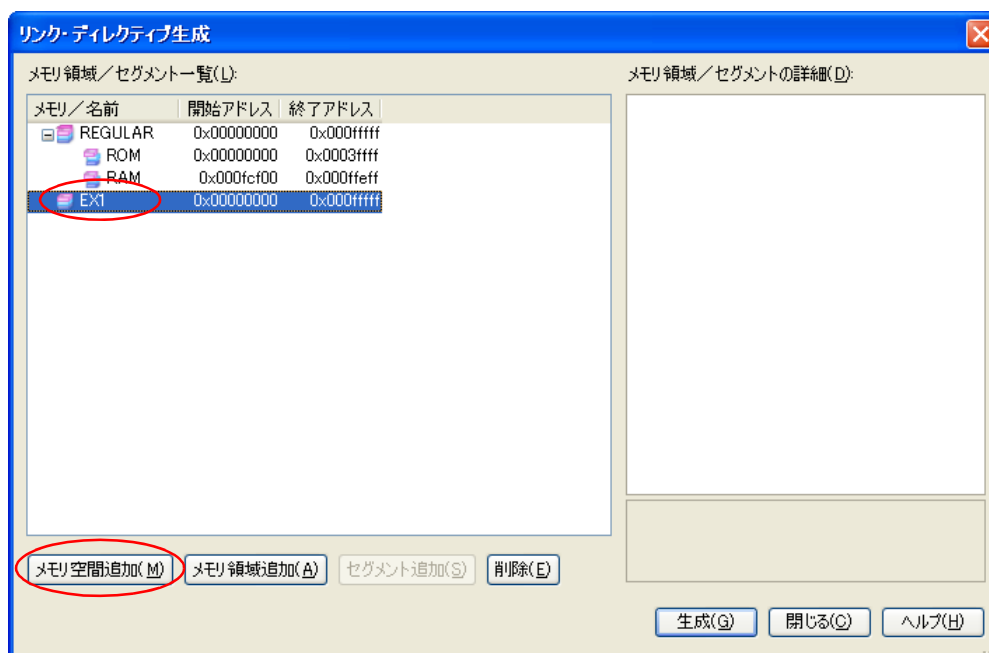 リンク・ディレクティブ生成
メモリ領域／セグメント一覧(L):
メモリ領域／セグメントの詳細(D):
メモリ／名前 開始アドレス 終了アドレス
REGULAR 0x00000000 0x000fffff
ROM 0x00000000 0x0003ffff
RAM 0x000fcf00 0x000ffeff
EX1 0x00000000 0x000fffff
メモリ空間追加(M) メモリ領域追加(A) セグメント追加(S) 削除(E)
生成(G) 閉じる(C) ヘルプ(H)